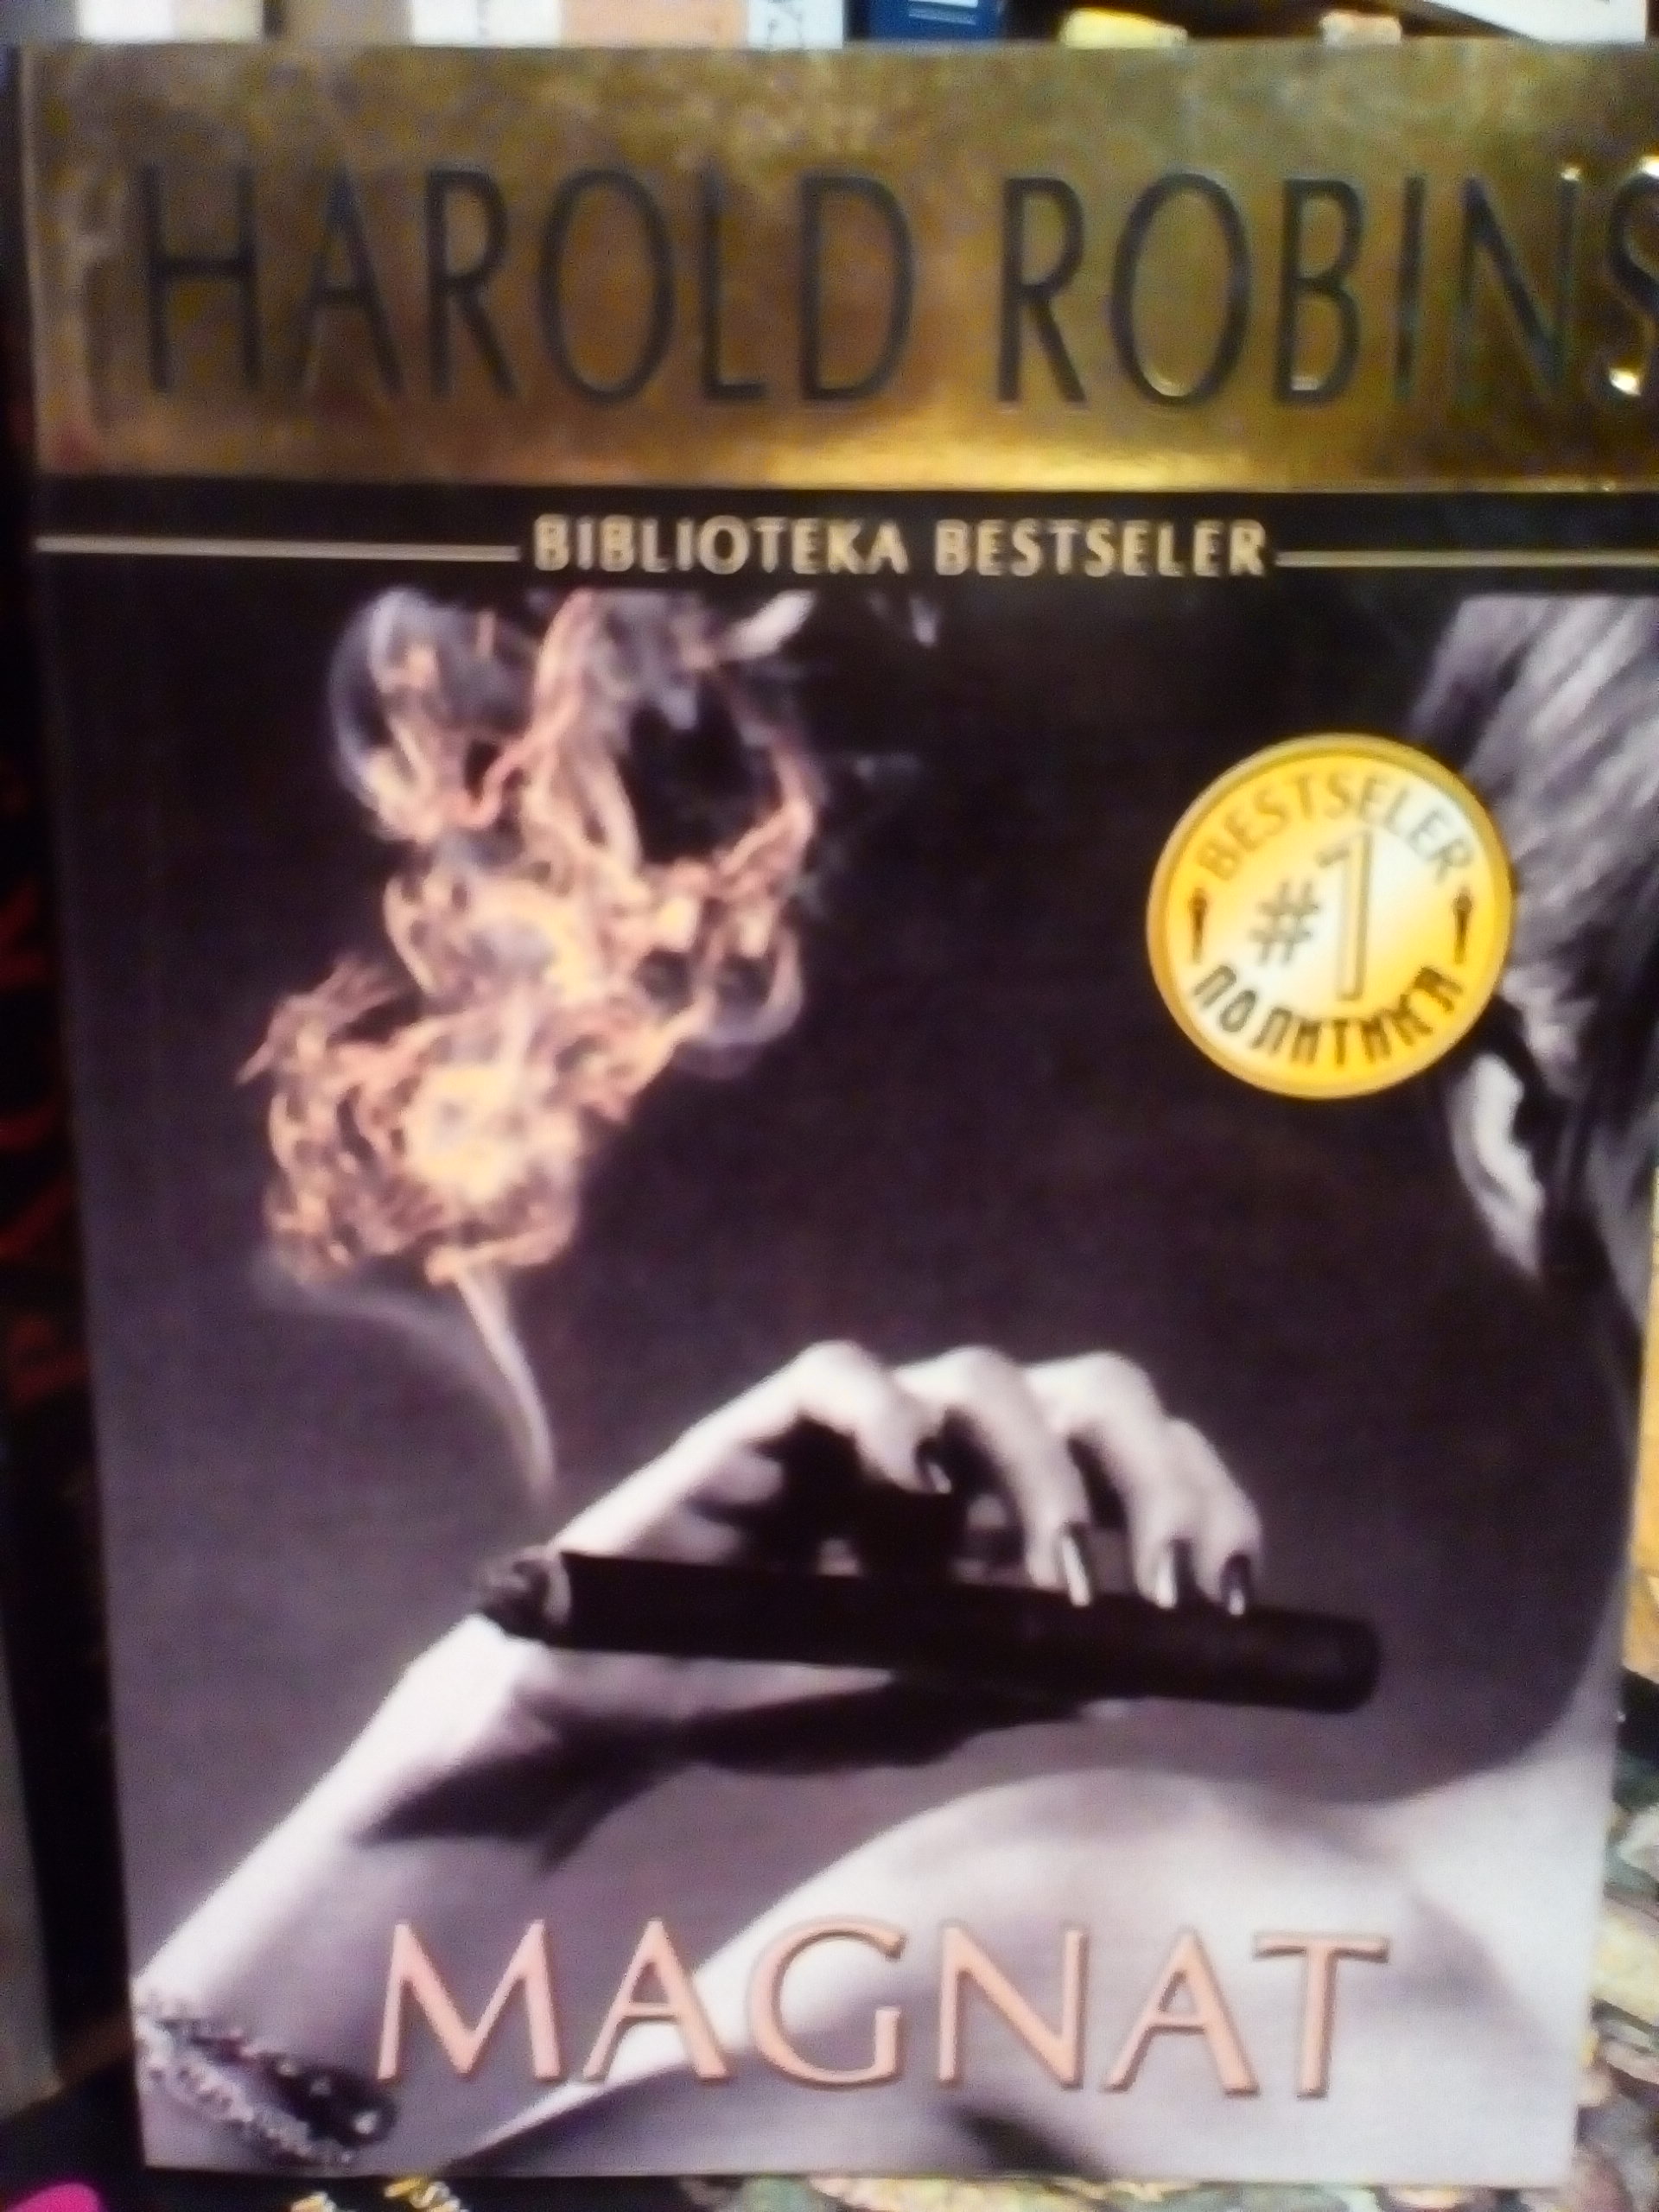 HAROLD ROBINS
BIBLIOTEKA BESTSELER
BESTSELER
#1
ПОЛИТИКА
MAGNAT